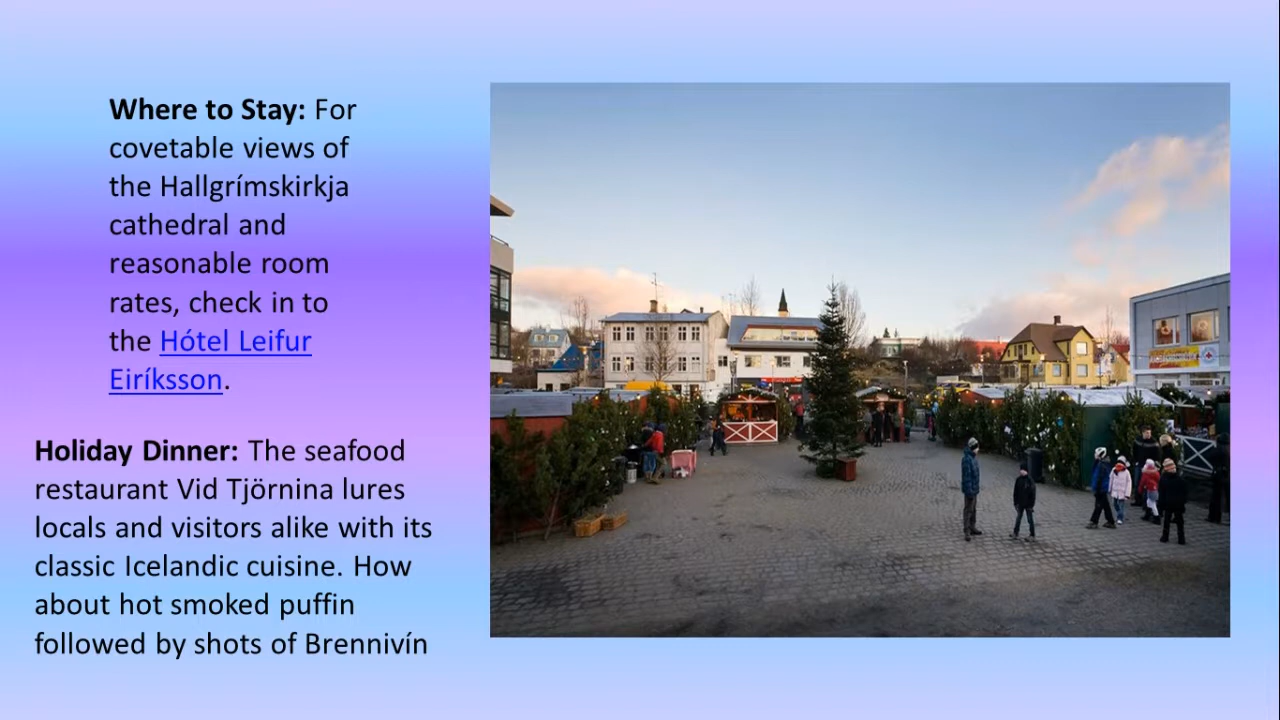 Where to Stay: For
covetable views of
the Hallgrímskirkja
cathedral and
reasonable room
rates, check in to
the Hótel Leifur
Eiríksson.
Holiday Dinner: The seafood
restaurant Vid Tjörnina lures
locals and visitors alike with its
classic Icelandic cuisine. How
about hot smoked puffin
followed by shots of Brennivín